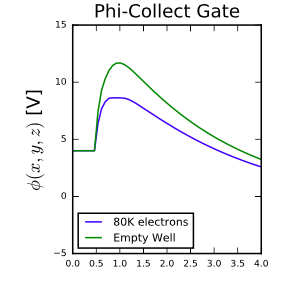 Phi-Collect Gate
15
10
5
0
−5
ϕ(x, y, z) [V]
80K electrons
Empty Well
0.0 0.5 1.0 1.5 2.0 2.5 3.0 3.5 4.0